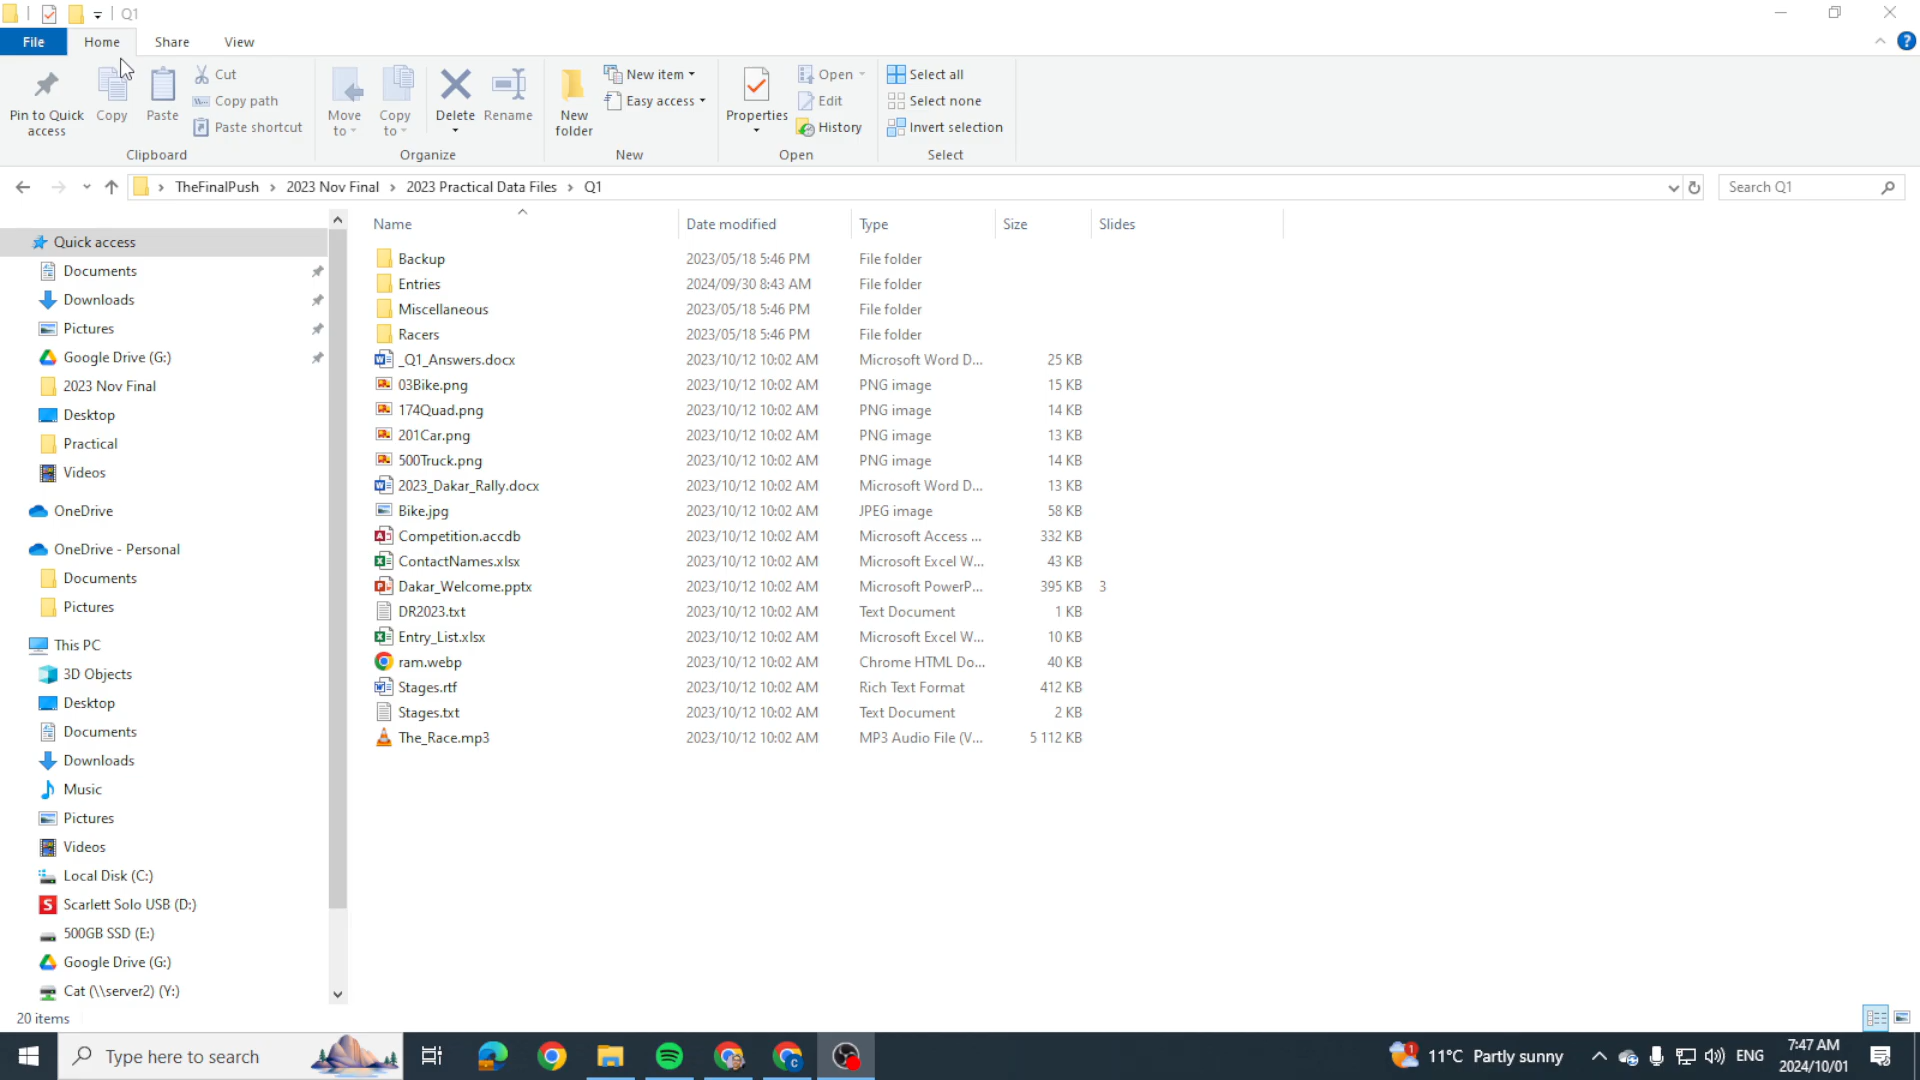 Q1
File Home Share View
Pin to Quick access
Copy
Paste
Cut
Copy path
Paste shortcut
Clipboard
Move to
Copy to
Delete
Rename
Organize
New folder
New item
Easy access
New
Properties
Open
Edit
History
Open
Select all
Select none
Invert selection
Select
TheFinalPush > 2023 Nov Final > 2023 Practical Data Files > Q1
Search Q1
Quick access
Documents
Downloads
Pictures
Google Drive (G:)
2023 Nov Final
Desktop
Practical
Videos
OneDrive
OneDrive - Personal
Documents
Pictures
This PC
3D Objects
Desktop
Documents
Downloads
Music
Pictures
Videos
Local Disk (C:)
Scarlett Solo USB (D:)
500GB SSD (E:)
Google Drive (G:)
Cat (\\server2) (Y:)
Name Date modified Type Size Slides
Backup 2023/05/18 5:46 PM File folder
Entries 2024/09/30 8:43 AM File folder
Miscellaneous 2023/05/18 5:46 PM File folder
Racers 2023/05/18 5:46 PM File folder
_Q1_Answers.docx 2023/10/12 10:02 AM Microsoft Word D... 25 KB
03Bike.png 2023/10/12 10:02 AM PNG image 15 KB
174Quad.png 2023/10/12 10:02 AM PNG image 14 KB
201Car.png 2023/10/12 10:02 AM PNG image 13 KB
500Truck.png 2023/10/12 10:02 AM PNG image 14 KB
2023_Dakar_Rally.docx 2023/10/12 10:02 AM Microsoft Word D... 13 KB
Bike.jpg 2023/10/12 10:02 AM JPEG image 58 KB
Competition.accdb 2023/10/12 10:02 AM Microsoft Access ... 332 KB
ContactNames.xlsx 2023/10/12 10:02 AM Microsoft Excel W... 43 KB
Dakar_Welcome.pptx 2023/10/12 10:02 AM Microsoft PowerP... 395 KB 3
DR2023.txt 2023/10/12 10:02 AM Text Document 1 KB
Entry_List.xlsx 2023/10/12 10:02 AM Microsoft Excel W... 10 KB
ram.webp 2023/10/12 10:02 AM Chrome HTML Do... 40 KB
Stages.rtf 2023/10/12 10:02 AM Rich Text Format 412 KB
Stages.txt 2023/10/12 10:02 AM Text Document 2 KB
The_Race.mp3 2023/10/12 10:02 AM MP3 Audio File (V... 5 112 KB
20 items
Type here to search
1
11°C Partly sunny
ENG
7:47 AM
2024/10/01